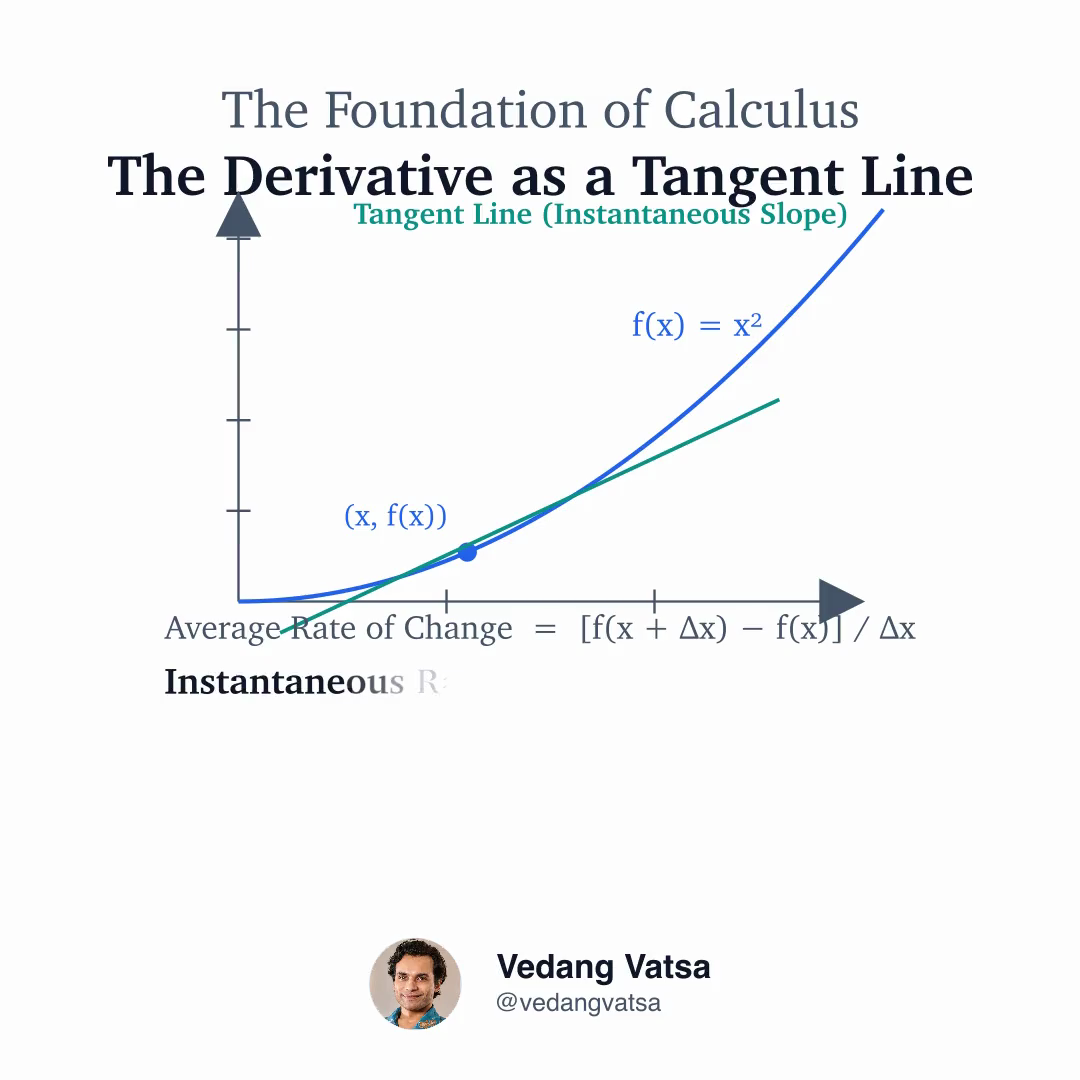 The Foundation of Calculus
The Derivative as a Tangent Line
Tangent Line (Instantaneous Slope)
f(x) = x²
(x, f(x))
Average Rate of Change = [f(x + Δx) − f(x)] / Δx
Instantaneous
Vedang Vatsa
@vedangvatsa